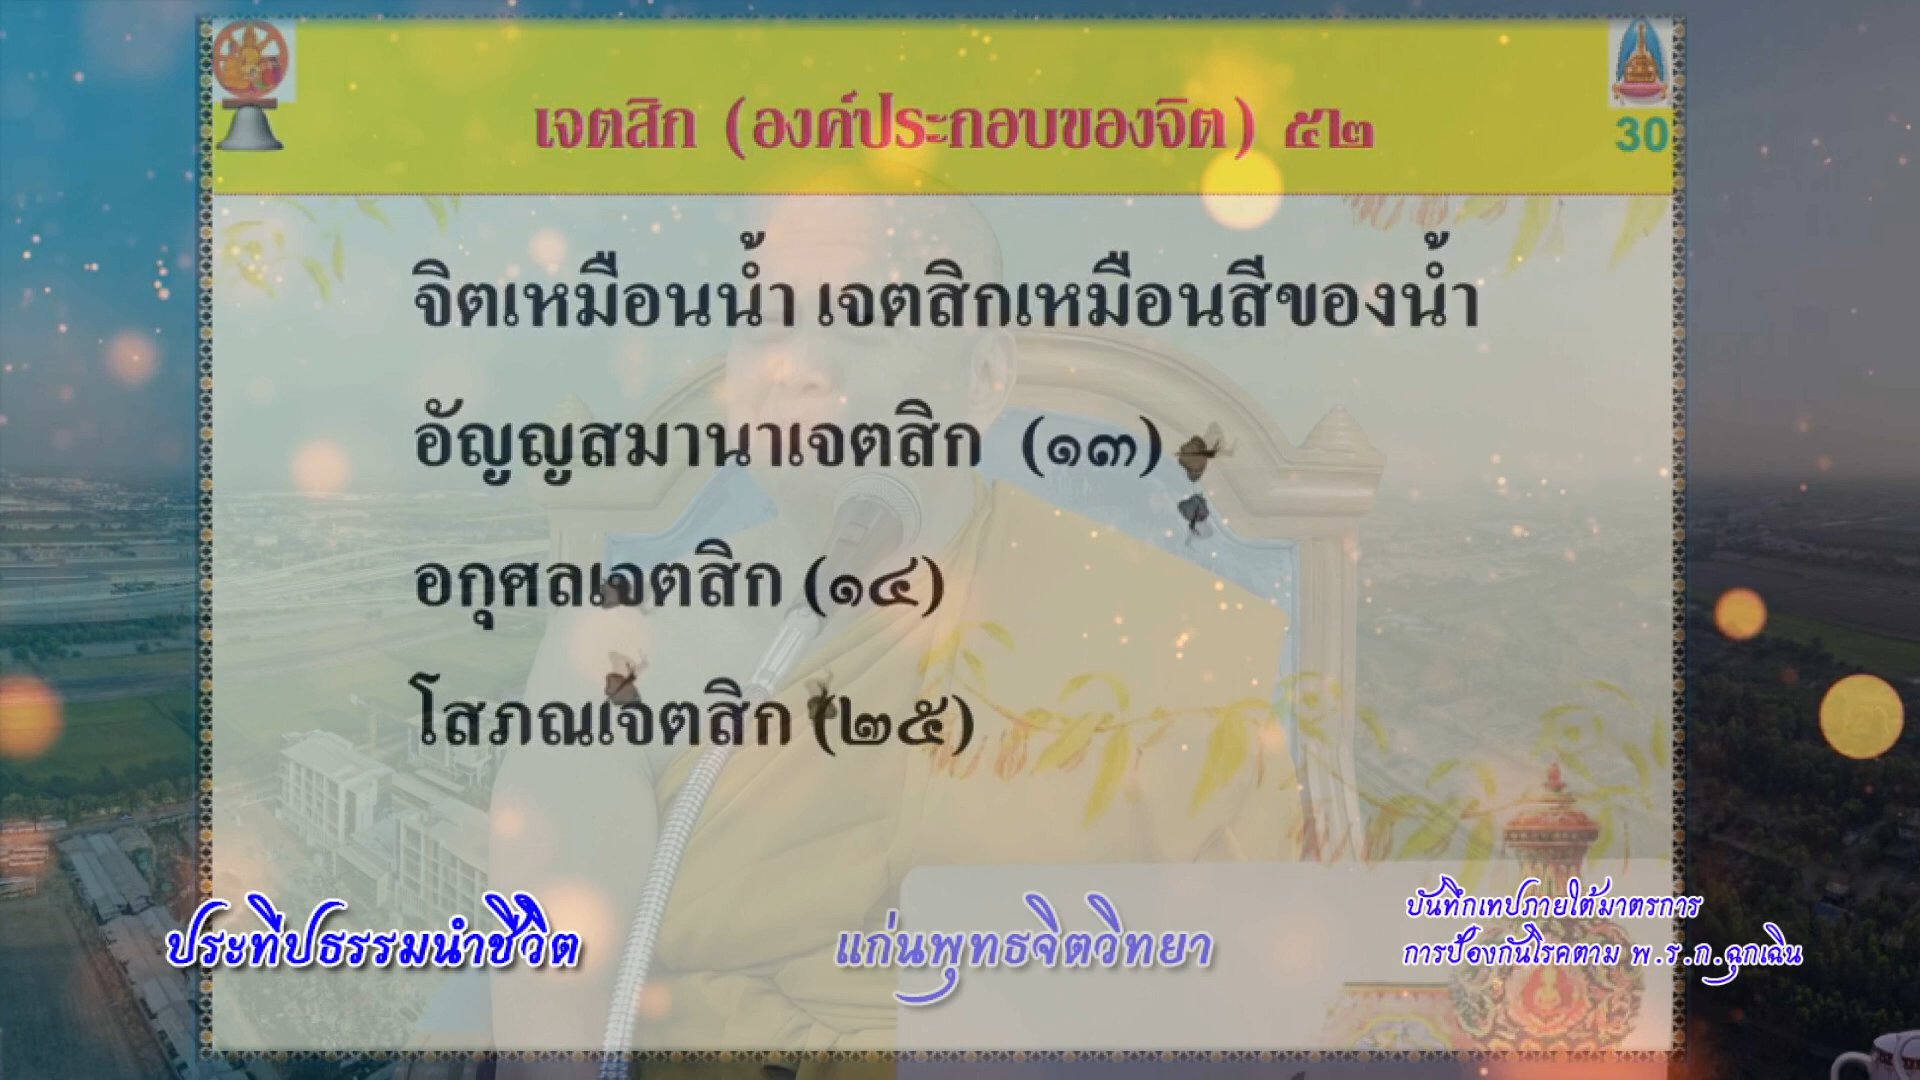 เจตสิก (องค์ประกอบของจิต) ๕๒
30
จิตเหมือนน้ำ เจตสิกเหมือนสีของน้ำ
อัญญสมานาเจตสิก (๑๓)
อกุศลเจตสิก (๑๔)
โสภณเจตสิก (๒๕)
ประทีปธรรมนำชีวิต
แก่นพุทธจิตวิทยา
บันทึกเทปภายใต้มาตรการ
การป้องกันโรคตาม พ.ร.ก.ฉุกเฉิน